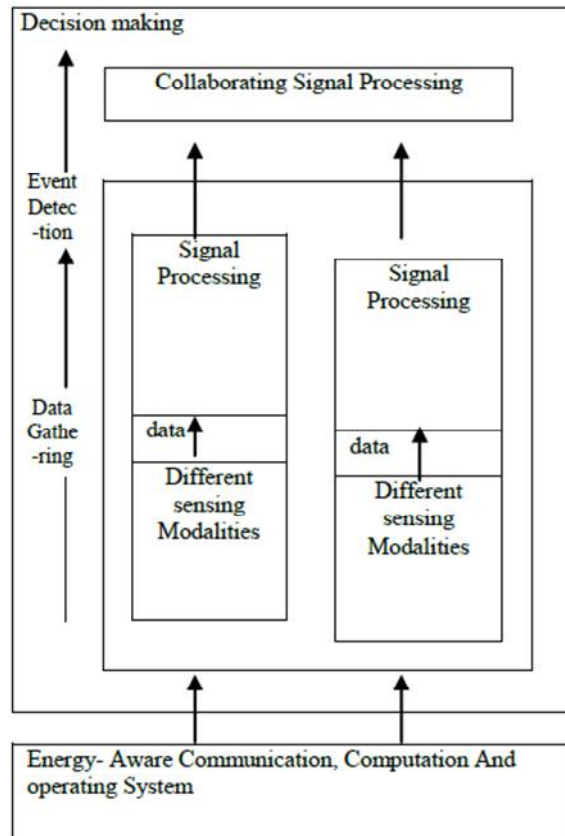 Decision making
Collaborating Signal Processing
Event
Detec
-tion
Signal
Processing
Signal
Processing
Data
Gathe
-ring
data
data
Different
sensing
Modalities
Different
sensing
Modalities
Energy- Aware Communication, Computation And
operating System